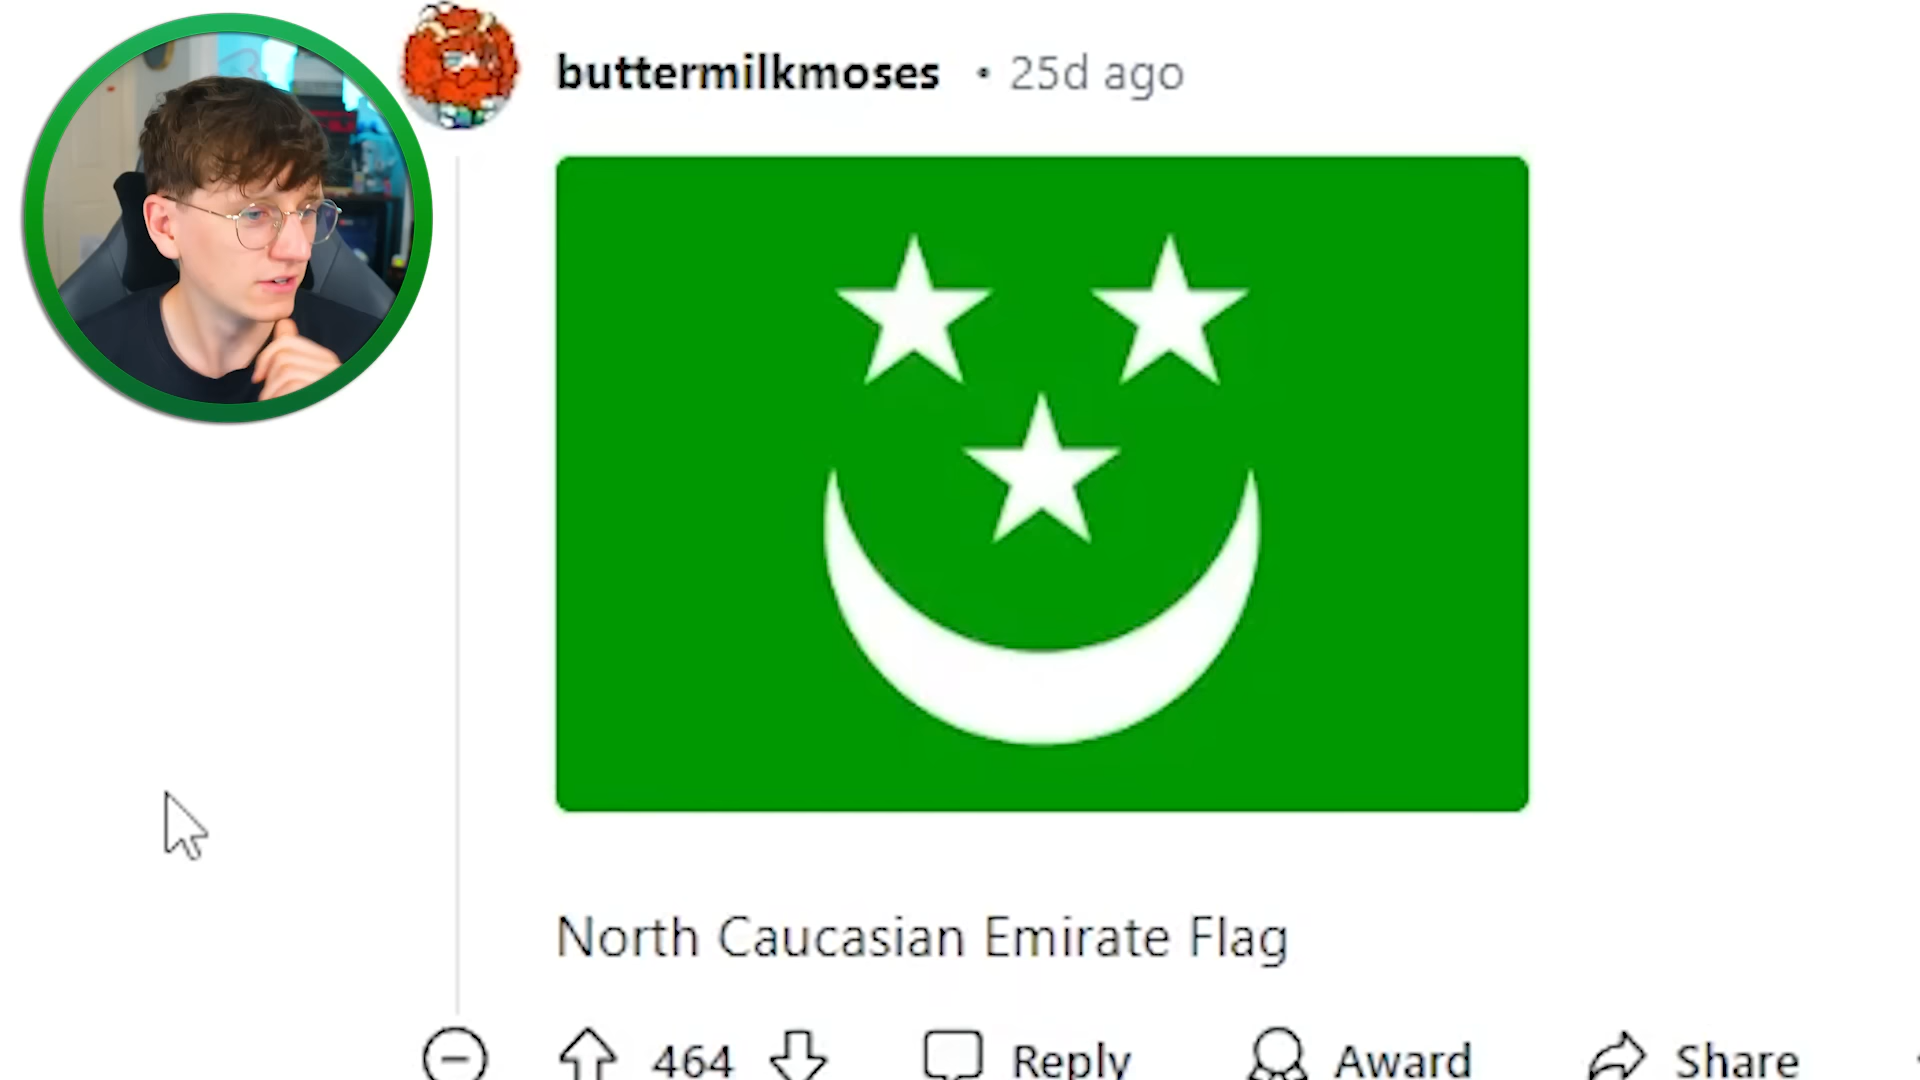 buttermilkmoses • 25d ago
North Caucasian Emirate Flag
464 Reply Award Share